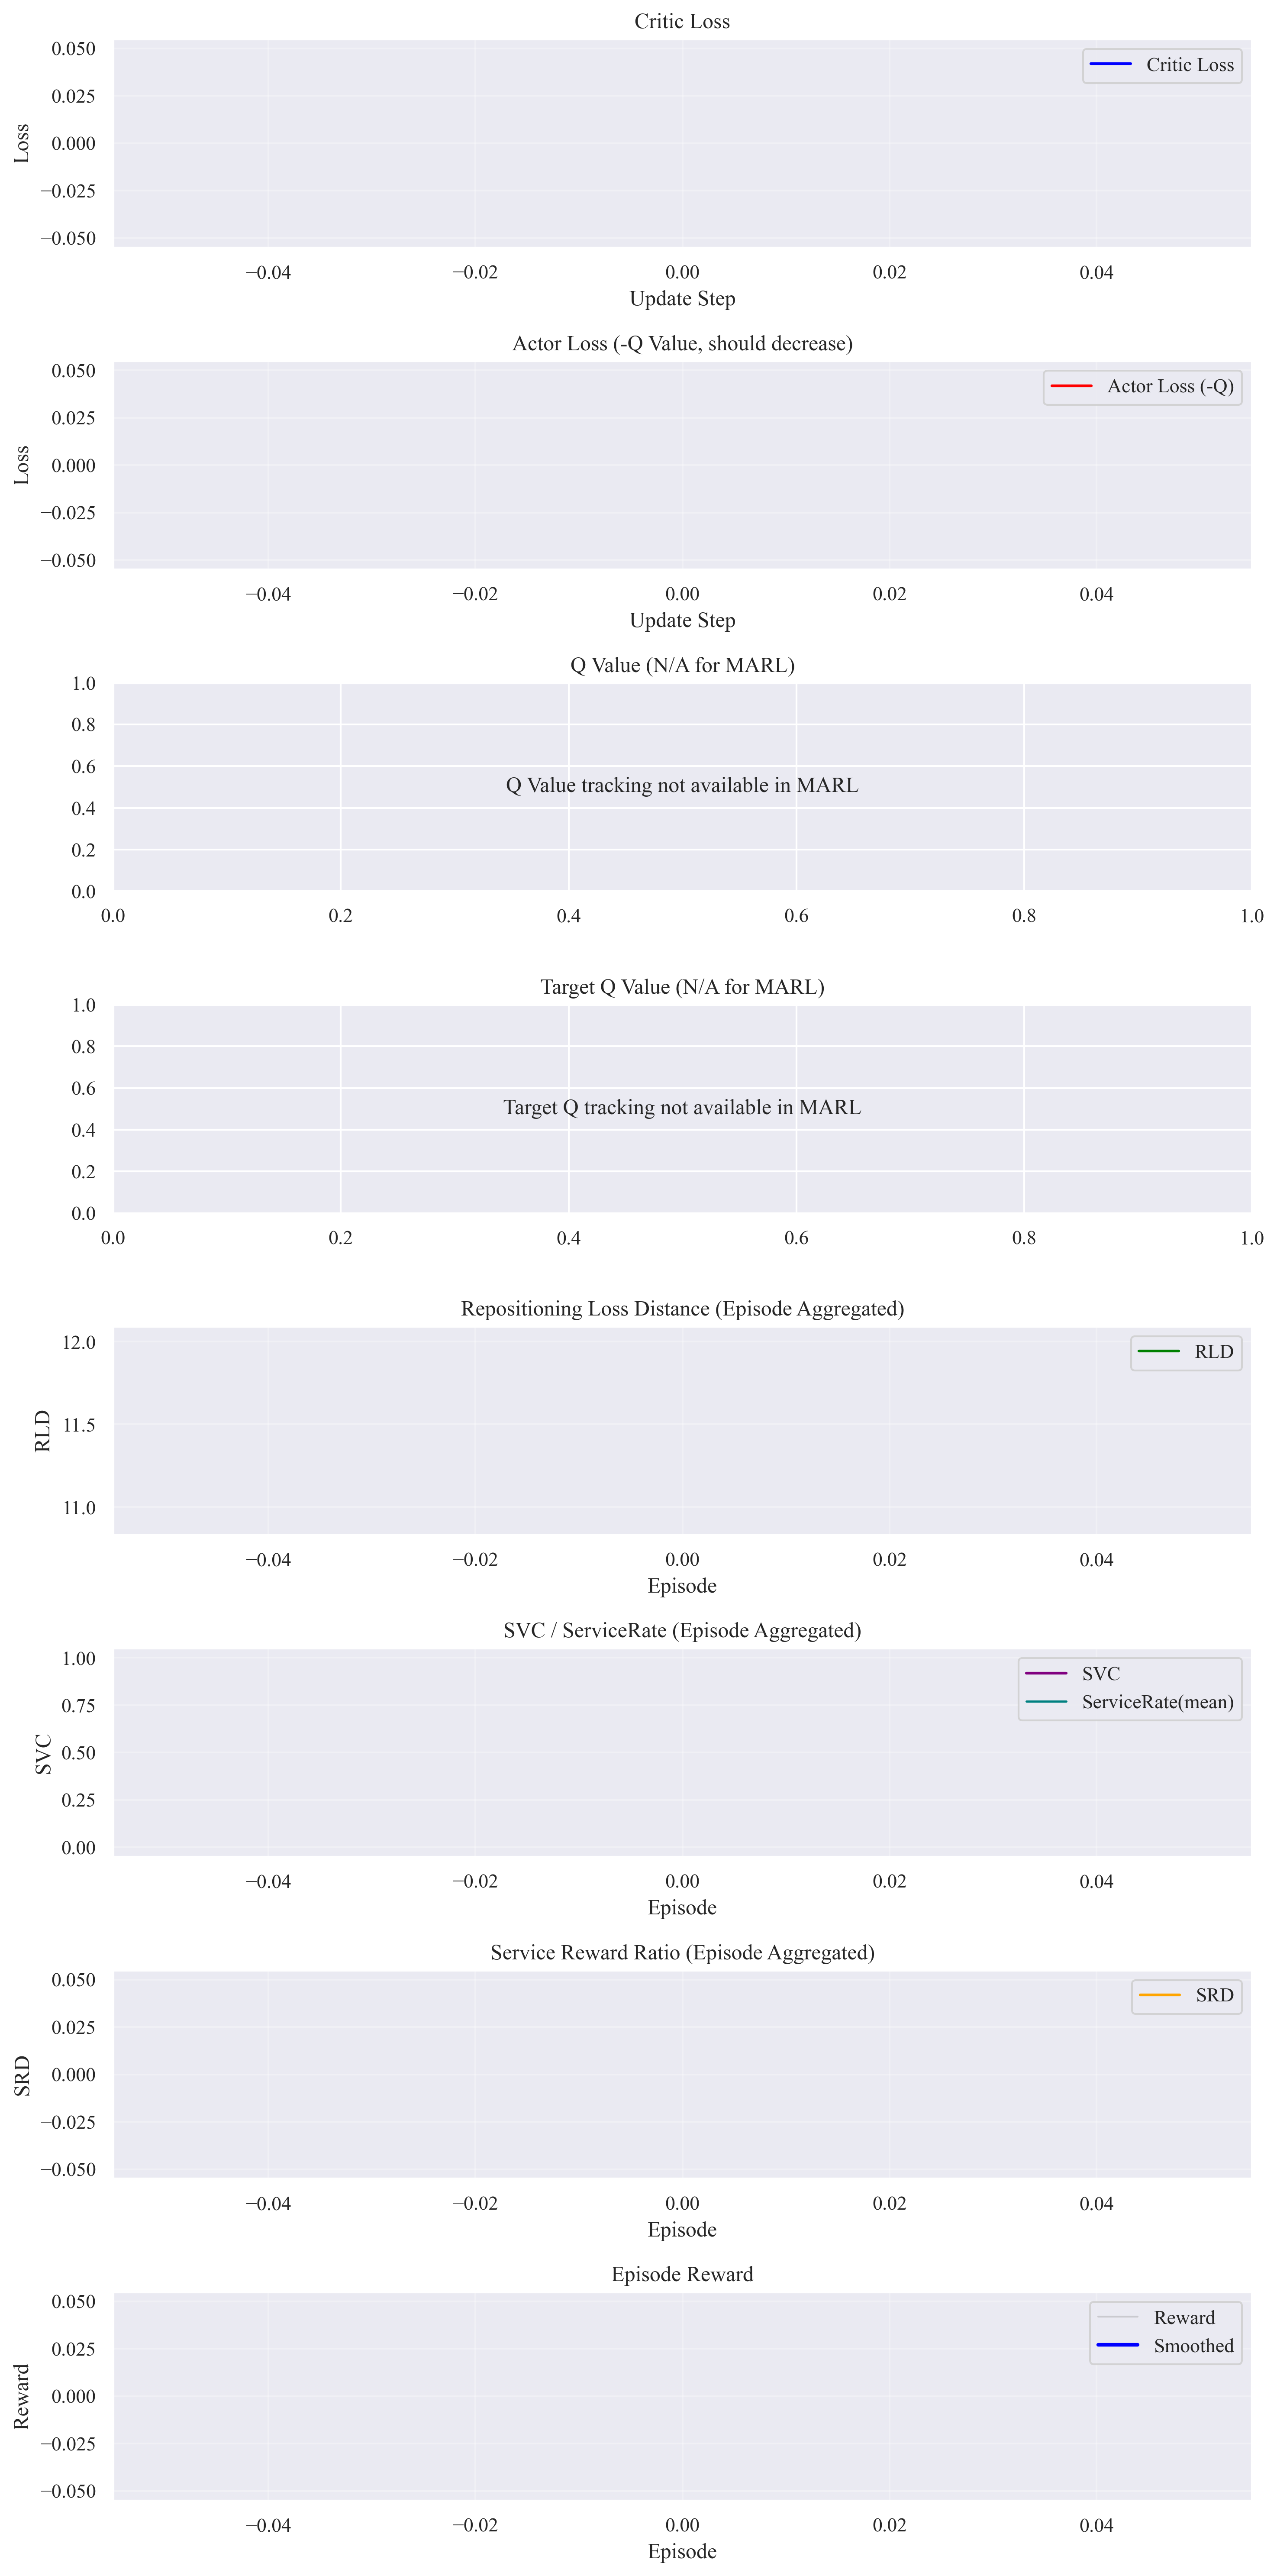 Critic Loss
0.050
Critic Loss
0.025
Loss
0.000
−0.025
−0.050
−0.04 −0.02 0.00 0.02 0.04
Update Step
Actor Loss (-Q Value, should decrease)
0.050
Actor Loss (-Q)
0.025
Loss
0.000
−0.025
−0.050
−0.04 −0.02 0.00 0.02 0.04
Update Step
Q Value (N/A for MARL)
1.0
0.8
0.6
Q Value tracking not available in MARL
0.4
0.2
0.0
0.0 0.2 0.4 0.6 0.8 1.0
Target Q Value (N/A for MARL)
1.0
0.8
0.6
Target Q tracking not available in MARL
0.4
0.2
0.0
0.0 0.2 0.4 0.6 0.8 1.0
Repositioning Loss Distance (Episode Aggregated)
12.0
RLD
11.5
RLD
11.0
−0.04 −0.02 0.00 0.02 0.04
Episode
SVC / ServiceRate (Episode Aggregated)
1.00
SVC
ServiceRate(mean)
0.75
SVC
0.50
0.25
0.00
−0.04 −0.02 0.00 0.02 0.04
Episode
Service Reward Ratio (Episode Aggregated)
0.050
SRD
0.025
SRD
0.000
−0.025
−0.050
−0.04 −0.02 0.00 0.02 0.04
Episode
Episode Reward
0.050
Reward
Smoothed
0.025
Reward
0.000
−0.025
−0.050
−0.04 −0.02 0.00 0.02 0.04
Episode